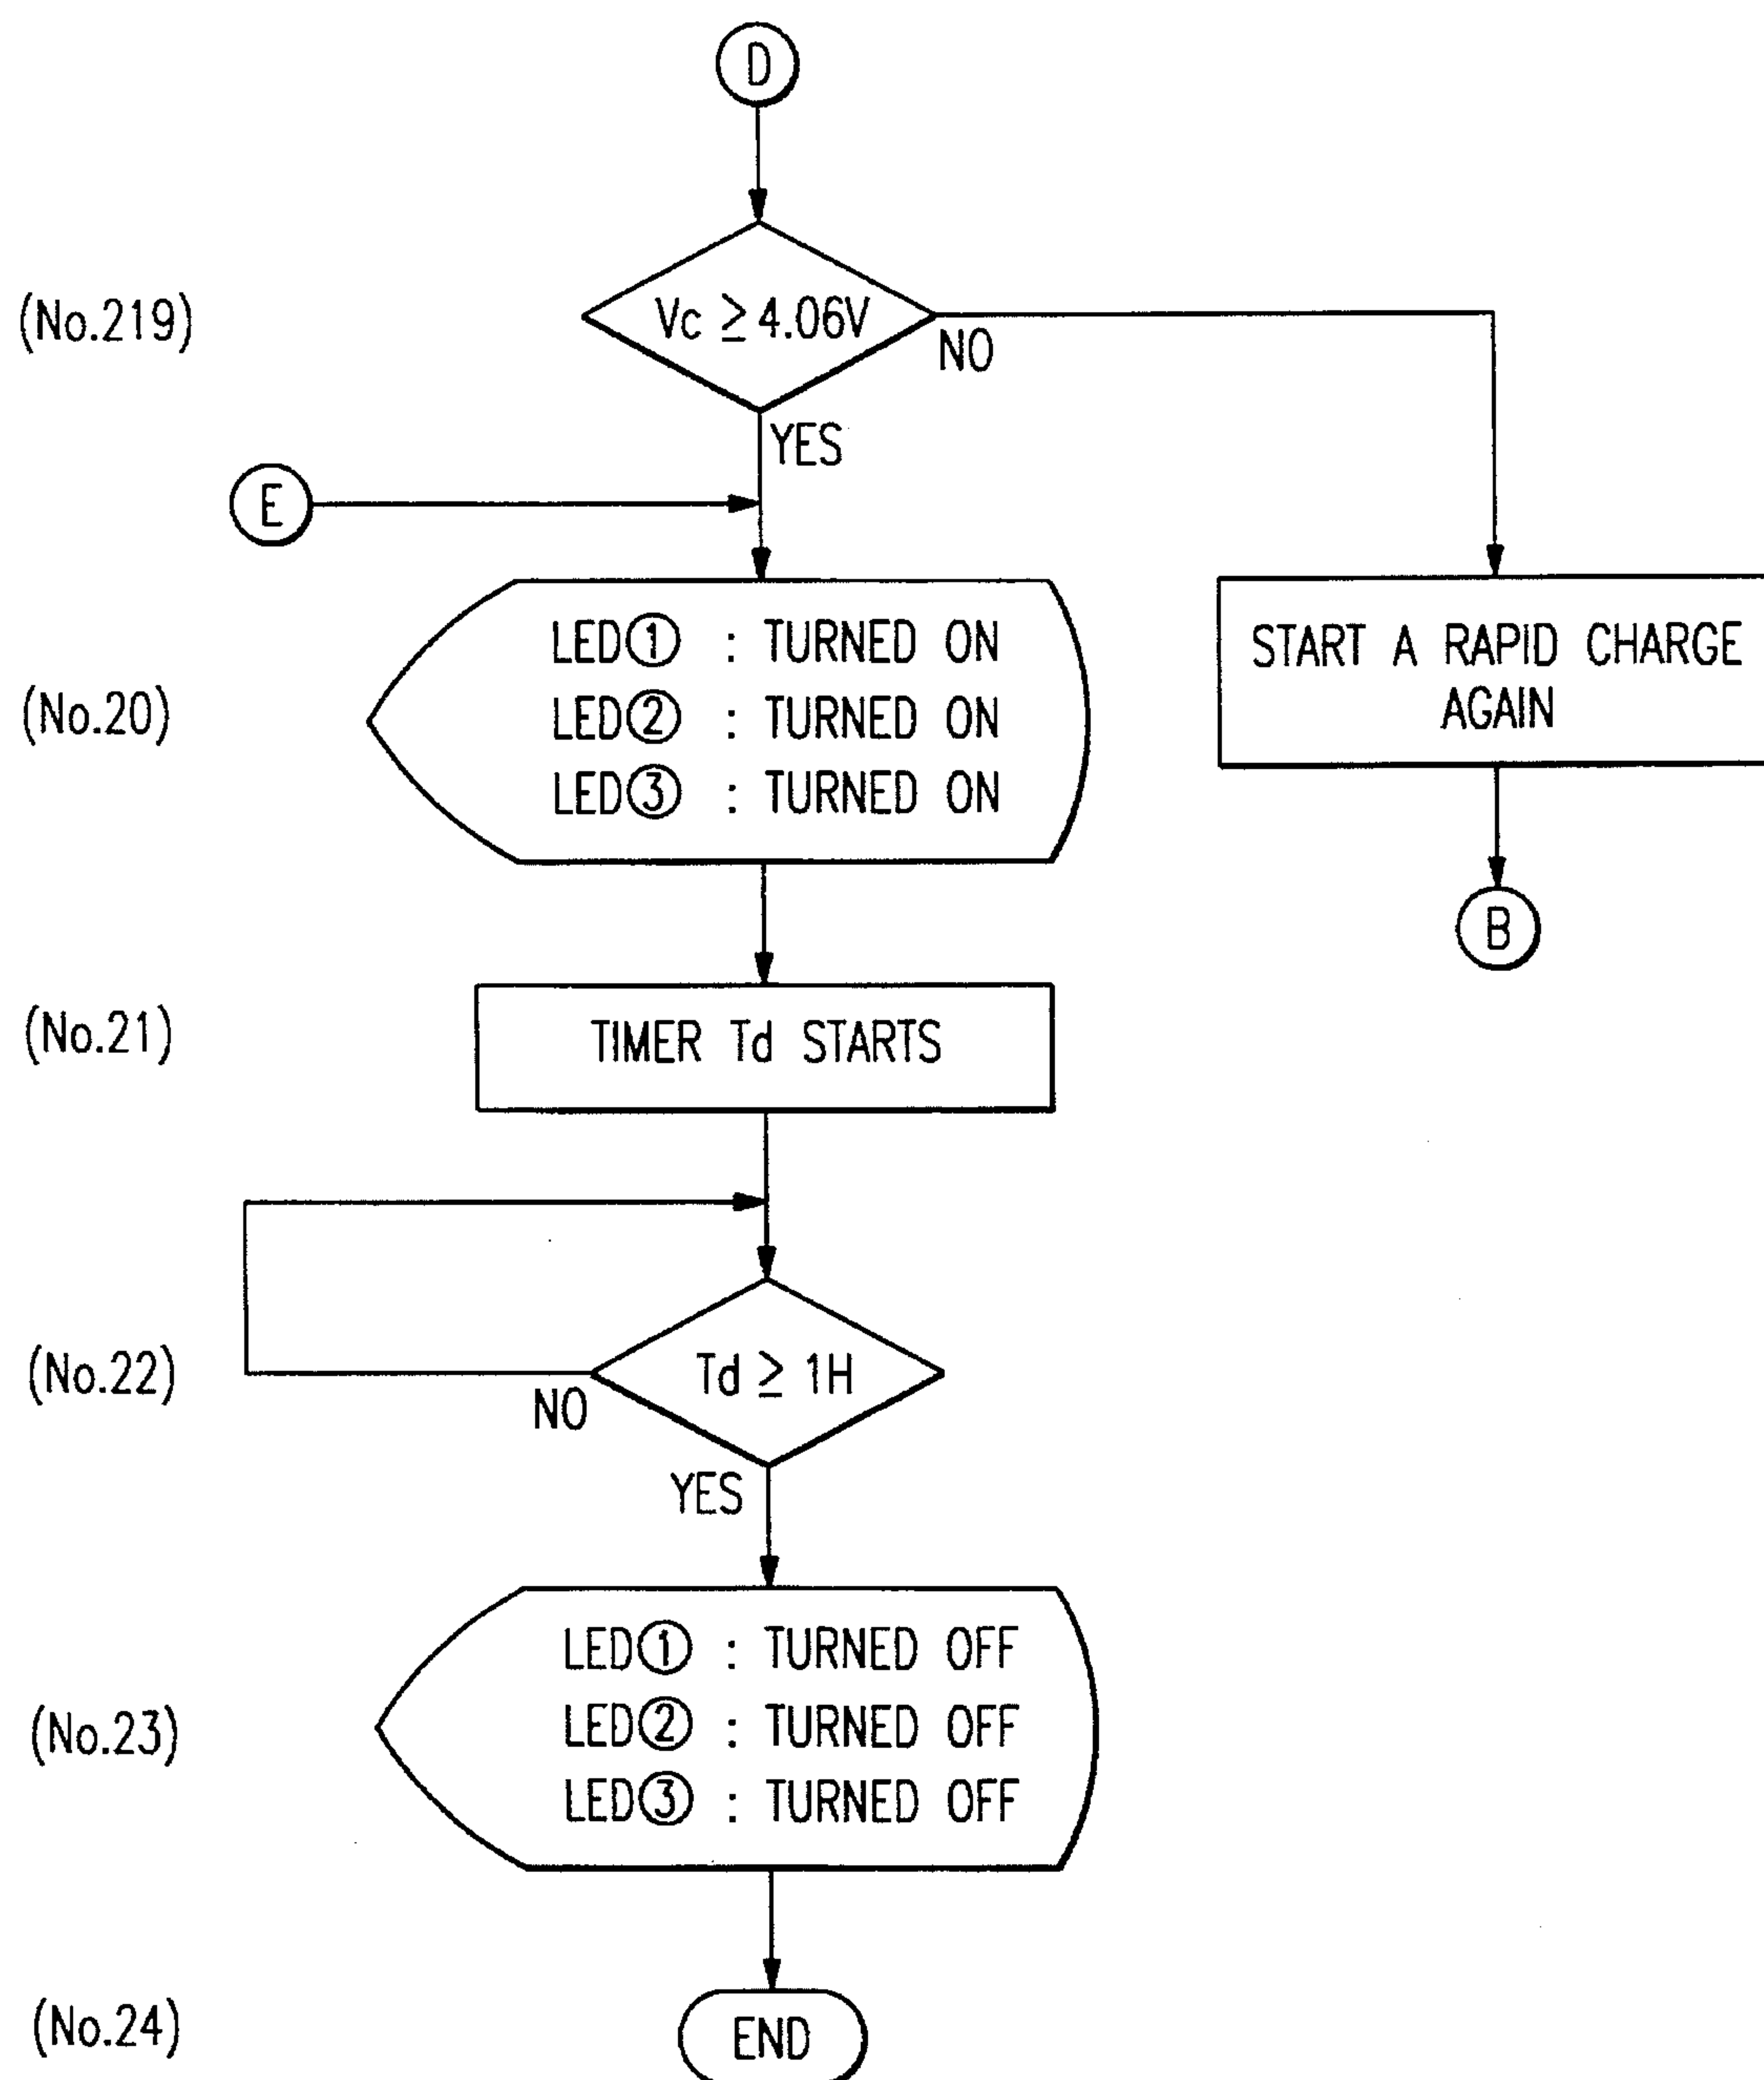 D
(No.219)
Vc ≥ 4.06V
NO
YES
E
(No.20)
LED① : TURNED ON
LED② : TURNED ON
LED③ : TURNED ON
START A RAPID CHARGE
AGAIN
B
(No.21)
TIMER Td STARTS
(No.22)
Td ≥ 1H
NO
YES
(No.23)
LED① : TURNED OFF
LED② : TURNED OFF
LED③ : TURNED OFF
(No.24)
END